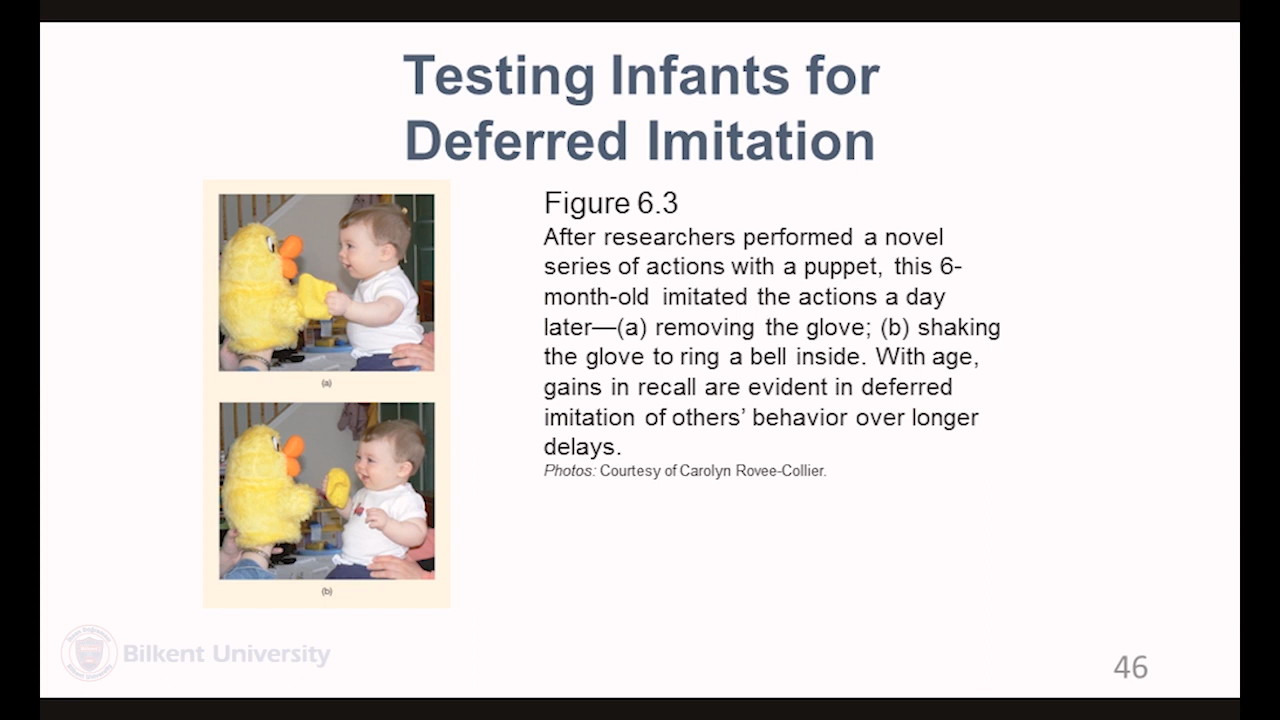 Testing Infants for
Deferred Imitation
(a)
(b)
Figure 6.3
After researchers performed a novel
series of actions with a puppet, this 6-
month-old imitated the actions a day
later—(a) removing the glove; (b) shaking
the glove to ring a bell inside. With age,
gains in recall are evident in deferred
imitation of others’ behavior over longer
delays.
Photos: Courtesy of Carolyn Rovee-Collier.
Bilkent University
46